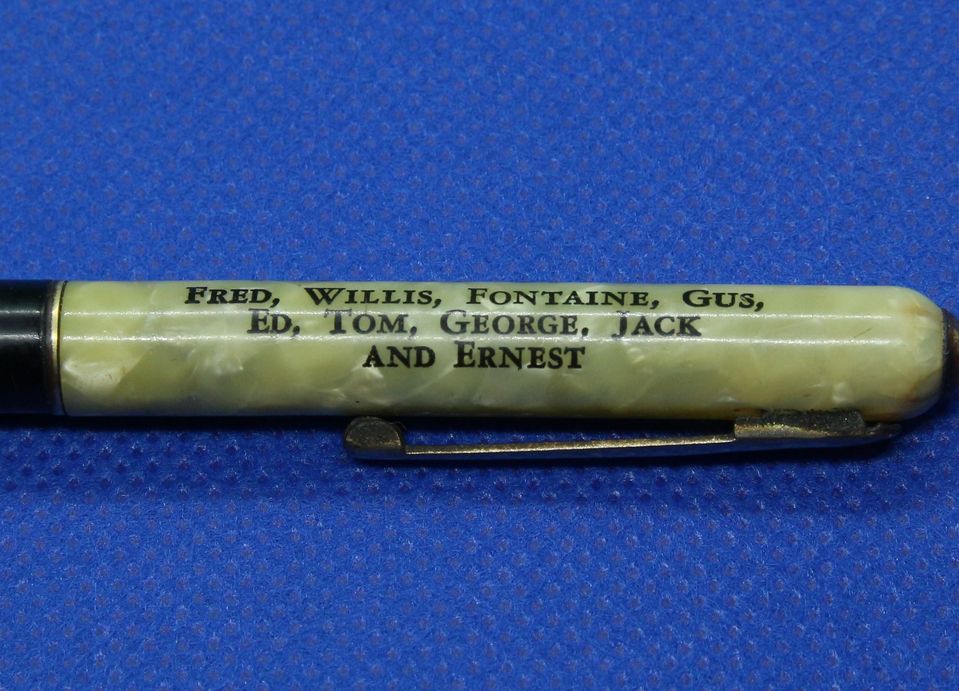 FRED, WILLIS, FONTAINE, GUS,
ED, TOM, GEORGE, JACK
AND ERNEST